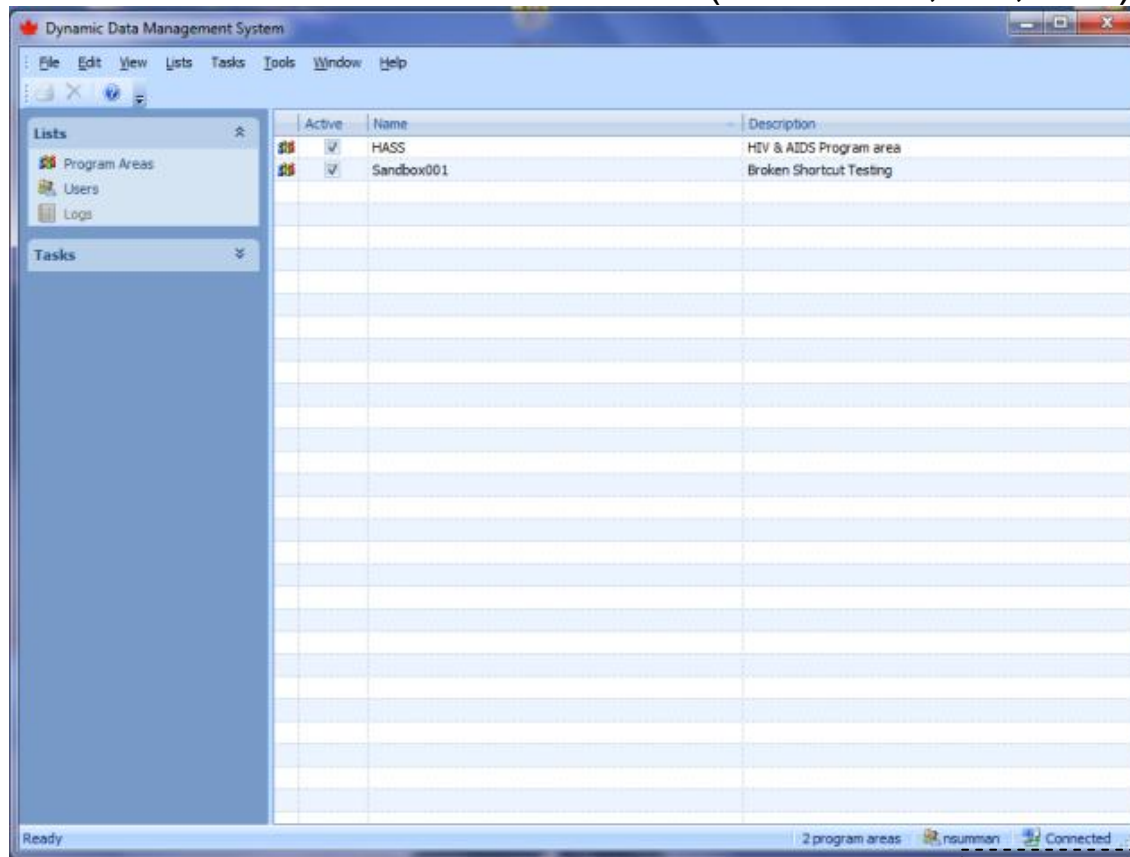 Dynamic Data Management System
File Edit View Lists Tasks Tools Window Help
Lists
Program Areas
Users
Logs
Tasks
Active Name Description
HASS HIV & AIDS Program area
Sandbox001 Broken Shortcut Testing
Ready 2 program areas nsumman Connected